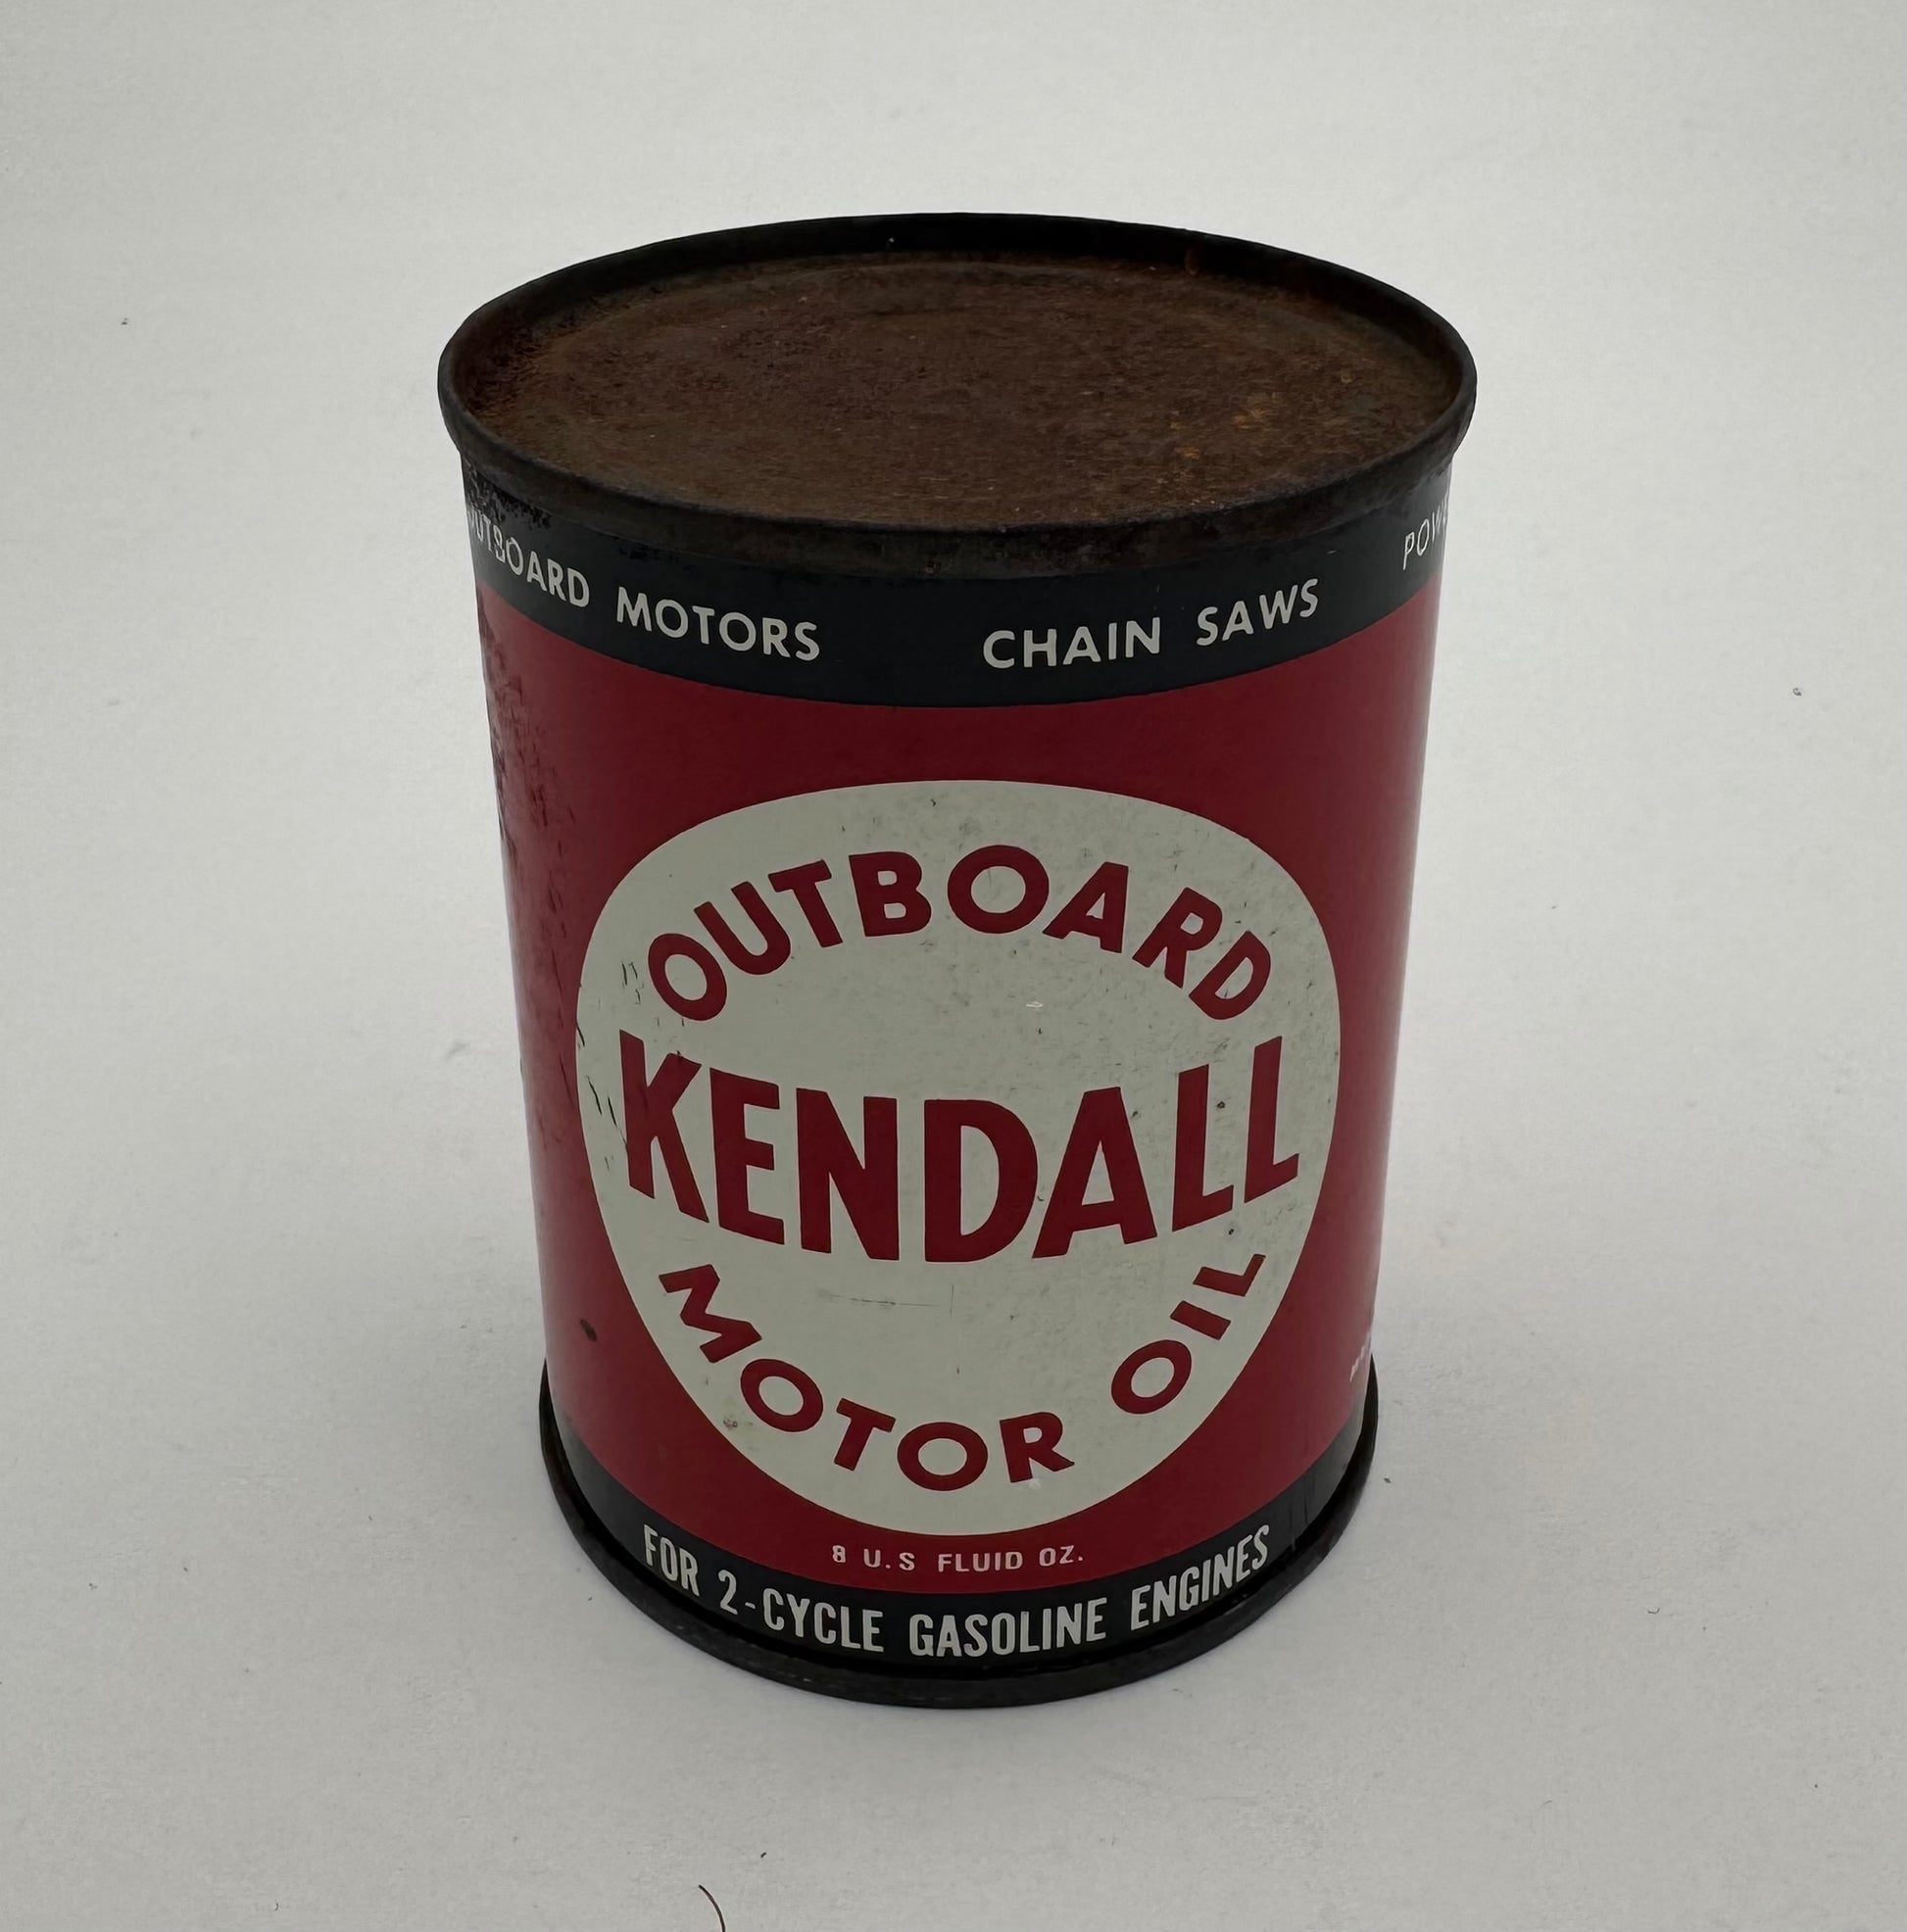 OUTBOARD MOTORS CHAIN SAWS
OUTBOARD
KENDALL
MOTOR OIL
8 U.S FLUID OZ.
FOR 2-CYCLE GASOLINE ENGINES